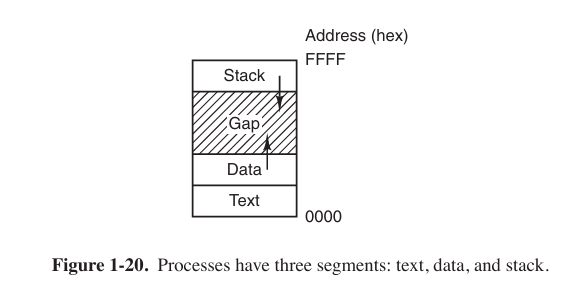 Address (hex)
FFFF
Stack
Gap
Data
Text
0000
Figure 1-20. Processes have three segments: text, data, and stack.